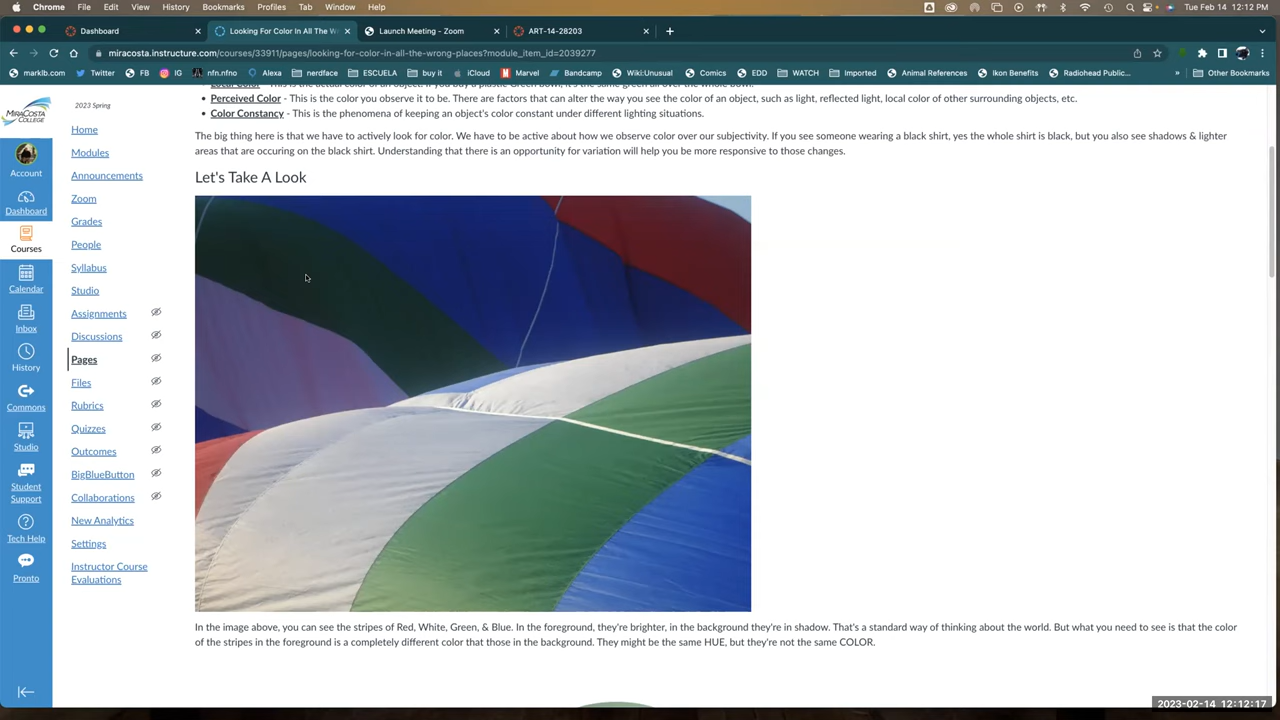 Chrome File Edit View History Bookmarks Profiles Tab Window Help Tue Feb 14 12:12 PM
Dashboard Looking For Color In All The W Launch Meeting - Zoom ART-14-28203
miracosta.instructure.com/courses/33911/pages/looking-for-color-in-all-the-wrong-places?module_item_id=2039277
marklb.com Twitter FB IG nfn.nfno Alexa nerdface ESCUELA buy it iCloud Marvel Bandcamp Wiki:Unusual Comics EDD WATCH Imported Animal References Ikon Benefits Radiohead Public... » Other Bookmarks
MIRACOSTA
COLLEGE
Account
Dashboard
Courses
Calendar
Inbox
History
Commons
Studio
Student
Support
Tech Help
Pronto
2023 Spring
Home
Modules
Announcements
Zoom
Grades
People
Syllabus
Studio
Assignments
Discussions
Pages
Files
Rubrics
Quizzes
Outcomes
BigBlueButton
Collaborations
New Analytics
Settings
Instructor Course
Evaluations
• Perceived Color - This is the color you observe it to be. There are factors that can alter the way you see the color of an object, such as light, reflected light, local color of other surrounding objects, etc.
• Color Constancy - This is the phenomena of keeping an object's color constant under different lighting situations.
The big thing here is that we have to actively look for color. We have to be active about how we observe color over our subjectivity. If you see someone wearing a black shirt, yes the whole shirt is black, but you also see shadows & lighter
areas that are occuring on the black shirt. Understanding that there is an opportunity for variation will help you be more responsive to those changes.
Let's Take A Look
In the image above, you can see the stripes of Red, White, Green, & Blue. In the foreground, they're brighter, in the background they're in shadow. That's a standard way of thinking about the world. But what you need to see is that the color
of the stripes in the foreground is a completely different color that those in the background. They might be the same HUE, but they're not the same COLOR.
2023-02-14 12:12:17